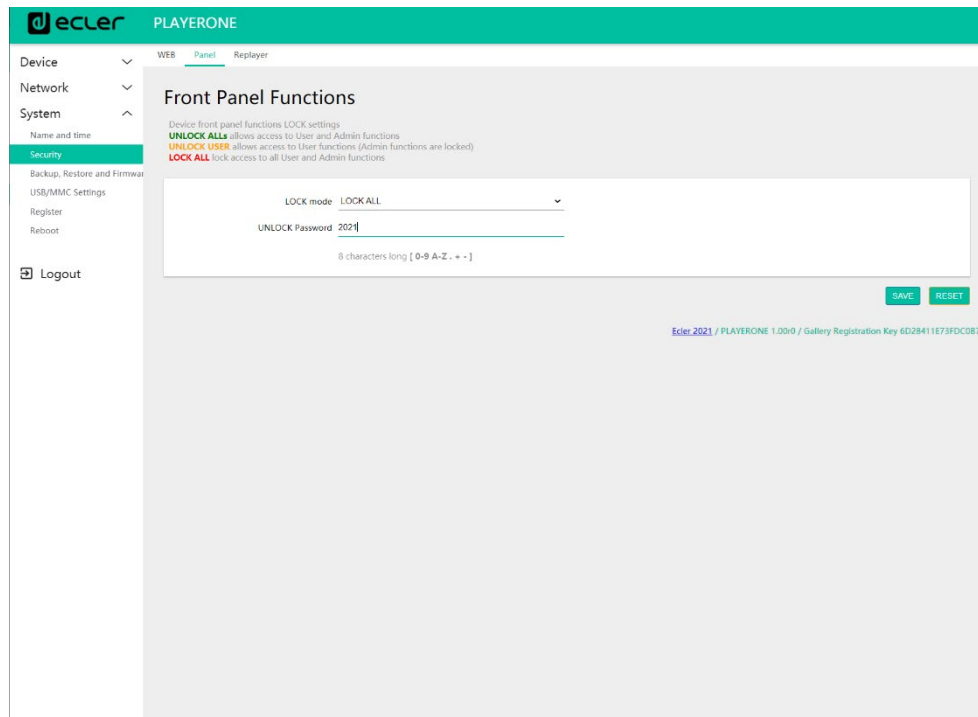 ecler PLAYERONE
Device
Network
System
Name and time
Security
Backup, Restore and Firmwar
USB/MMC Settings
Register
Reboot
Logout
WEB Panel Replayer
Front Panel Functions
Device front panel functions LOCK settings
UNLOCK ALLs allows access to User and Admin functions
UNLOCK USER allows access to User functions (Admin functions are locked)
LOCK ALL lock access to all User and Admin functions
LOCK mode LOCK ALL
UNLOCK Password 2021
8 characters long [ 0-9 A-Z . + - ]
SAVE RESET
Ecler 2021 / PLAYERONE 1.00r0 / Gallery Registration Key 6D28411E73FDC0B7